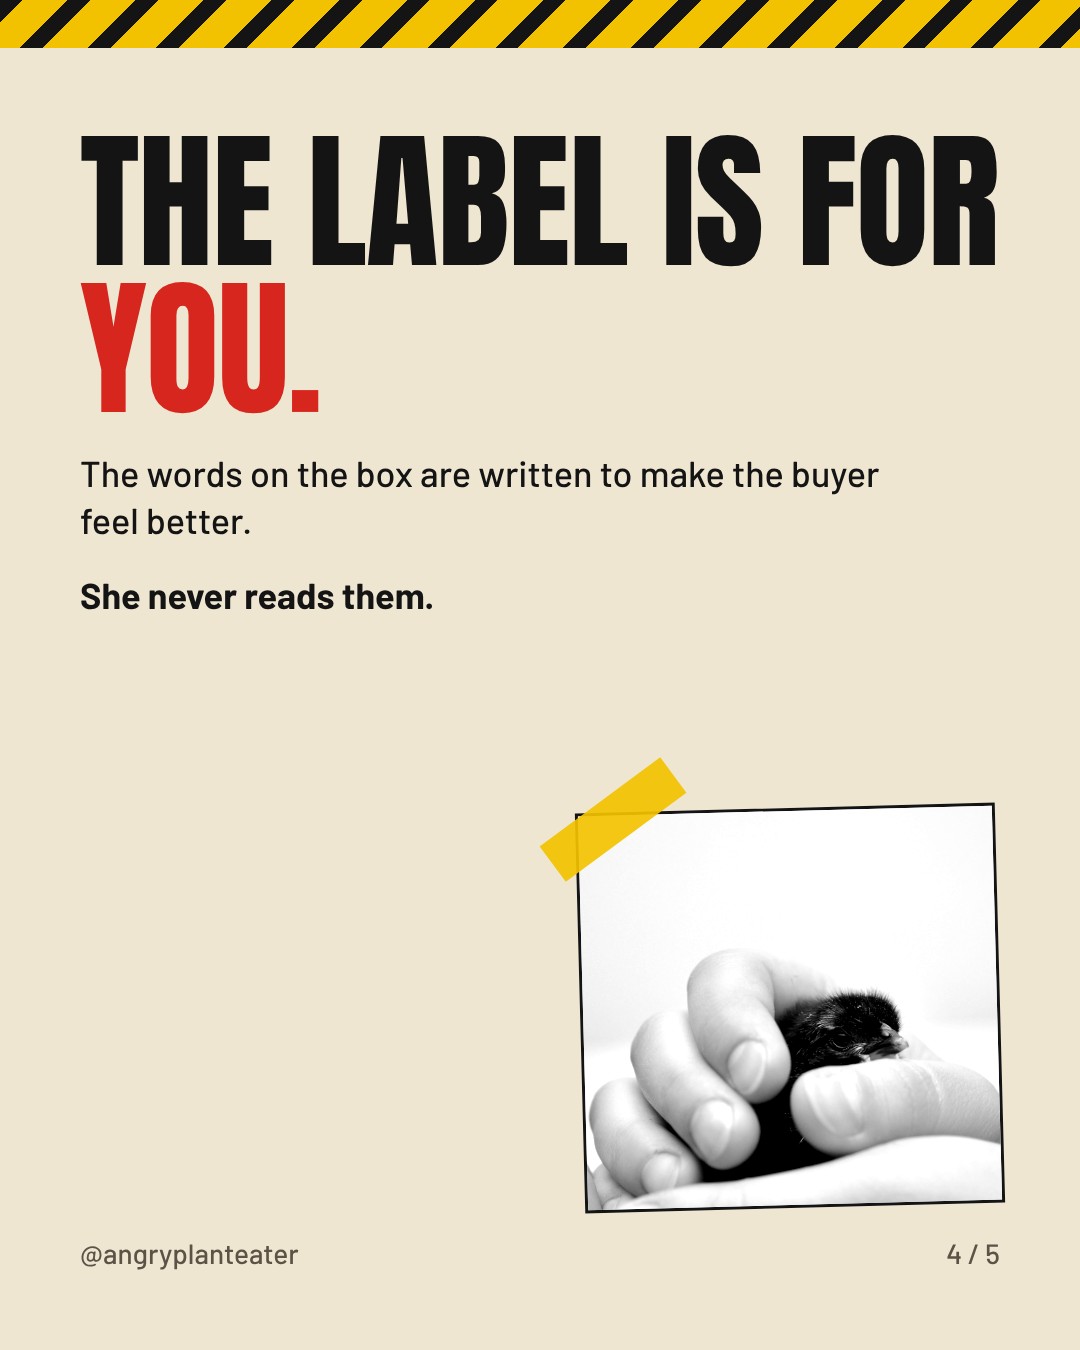 THE LABEL IS FOR
YOU.
The words on the box are written to make the buyer
feel better.
She never reads them.
@angryplanteater
4 / 5